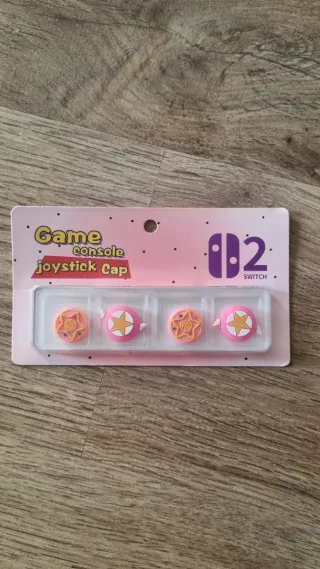 Game
console
joystick Cap
2
SWITCH